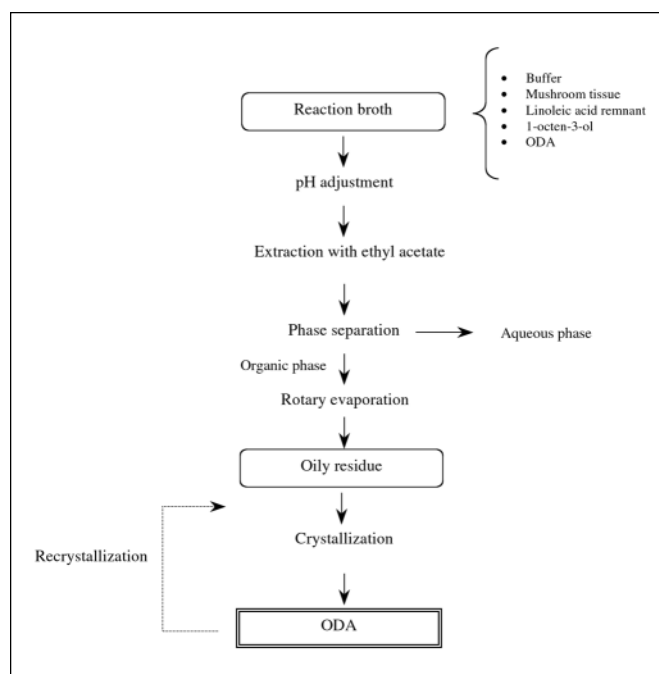 Reaction broth
• Buffer
• Mushroom tissue
• Linoleic acid remnant
• 1-octen-3-ol
• ODA
pH adjustment
Extraction with ethyl acetate
Phase separation
Aqueous phase
Organic phase
Rotary evaporation
Oily residue
Crystallization
Recrystallization
ODA